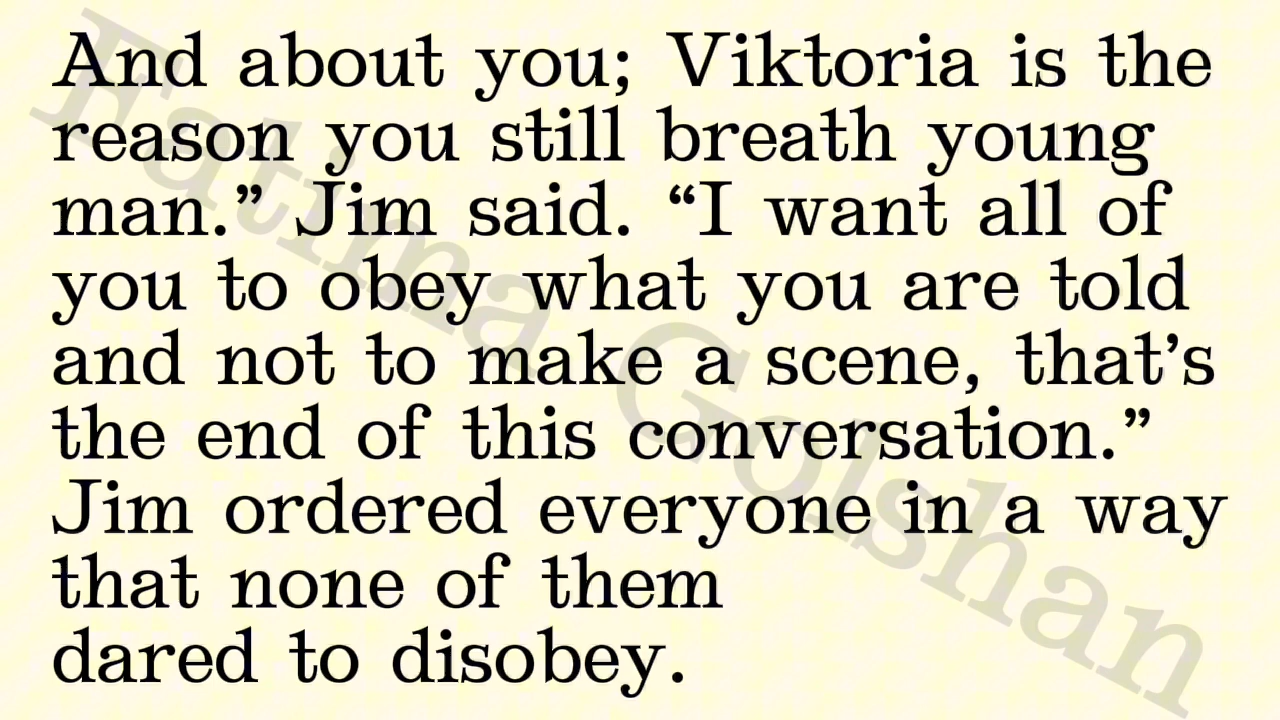 And about you; Viktoria is the
reason you still breath young
man.” Jim said. “I want all of
you to obey what you are told
and not to make a scene, that’s
the end of this conversation.”
Jim ordered everyone in a way
that none of them
dared to disobey.
Fatima Golshan